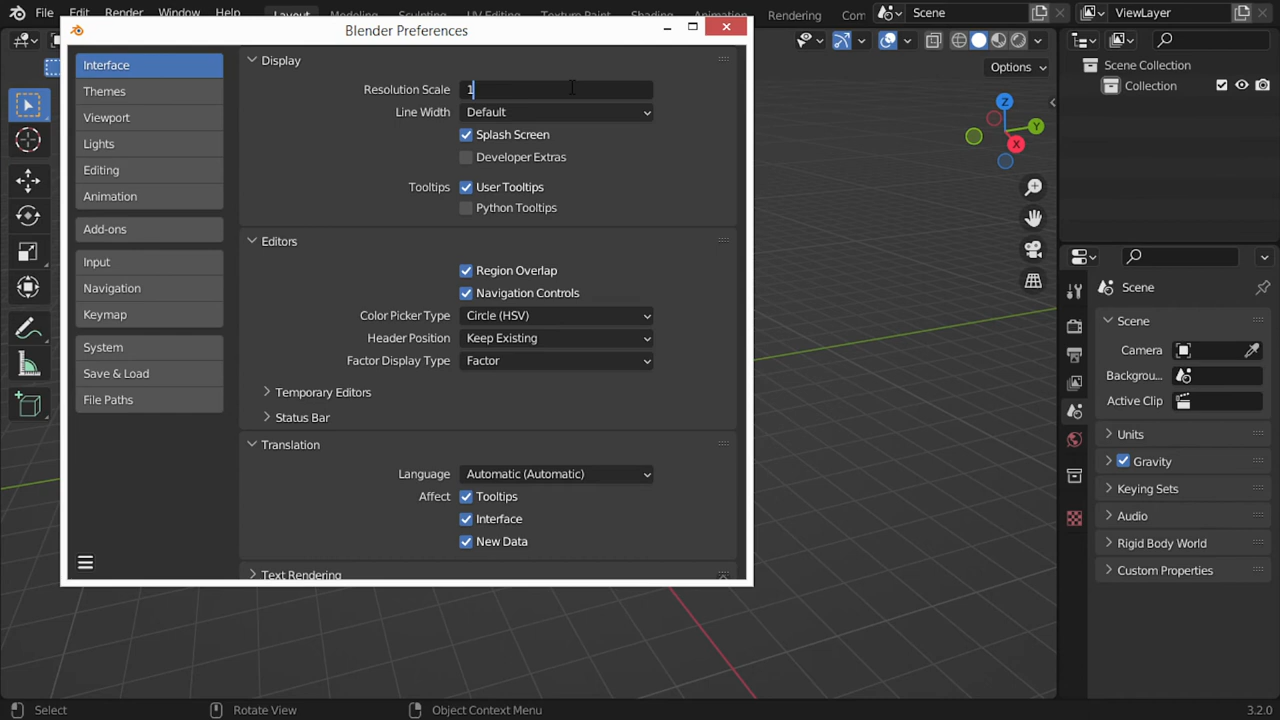 File Edit Render Window Help Layout Modeling Sculpting UV Editing Texture Paint Shading Animation Rendering Com Scene ViewLayer
Blender Preferences
Options
Interface
Themes
Viewport
Lights
Editing
Animation
Add-ons
Input
Navigation
Keymap
System
Save & Load
File Paths
Display
Resolution Scale 1
Line Width Default
Splash Screen
Developer Extras
Tooltips User Tooltips
Python Tooltips
Editors
Region Overlap
Navigation Controls
Color Picker Type Circle (HSV)
Header Position Keep Existing
Factor Display Type Factor
Temporary Editors
Status Bar
Translation
Language Automatic (Automatic)
Affect Tooltips
Interface
New Data
Text Rendering
Z
Y
X
Scene Collection
Collection
Scene
Scene
Camera
Backgrou...
Active Clip
Units
Gravity
Keying Sets
Audio
Rigid Body World
Custom Properties
Select Rotate View Object Context Menu 3.2.0